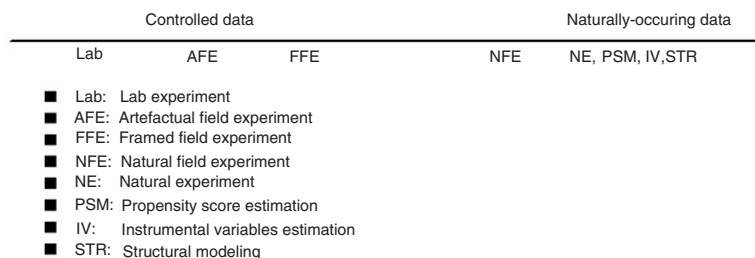 Controlled data Naturally-occuring data
Lab AFE FFE NFE NE, PSM, IV,STR
■ Lab: Lab experiment
■ AFE: Artefactual field experiment
■ FFE: Framed field experiment
■ NFE: Natural field experiment
■ NE: Natural experiment
■ PSM: Propensity score estimation
■ IV: Instrumental variables estimation
■ STR: Structural modeling